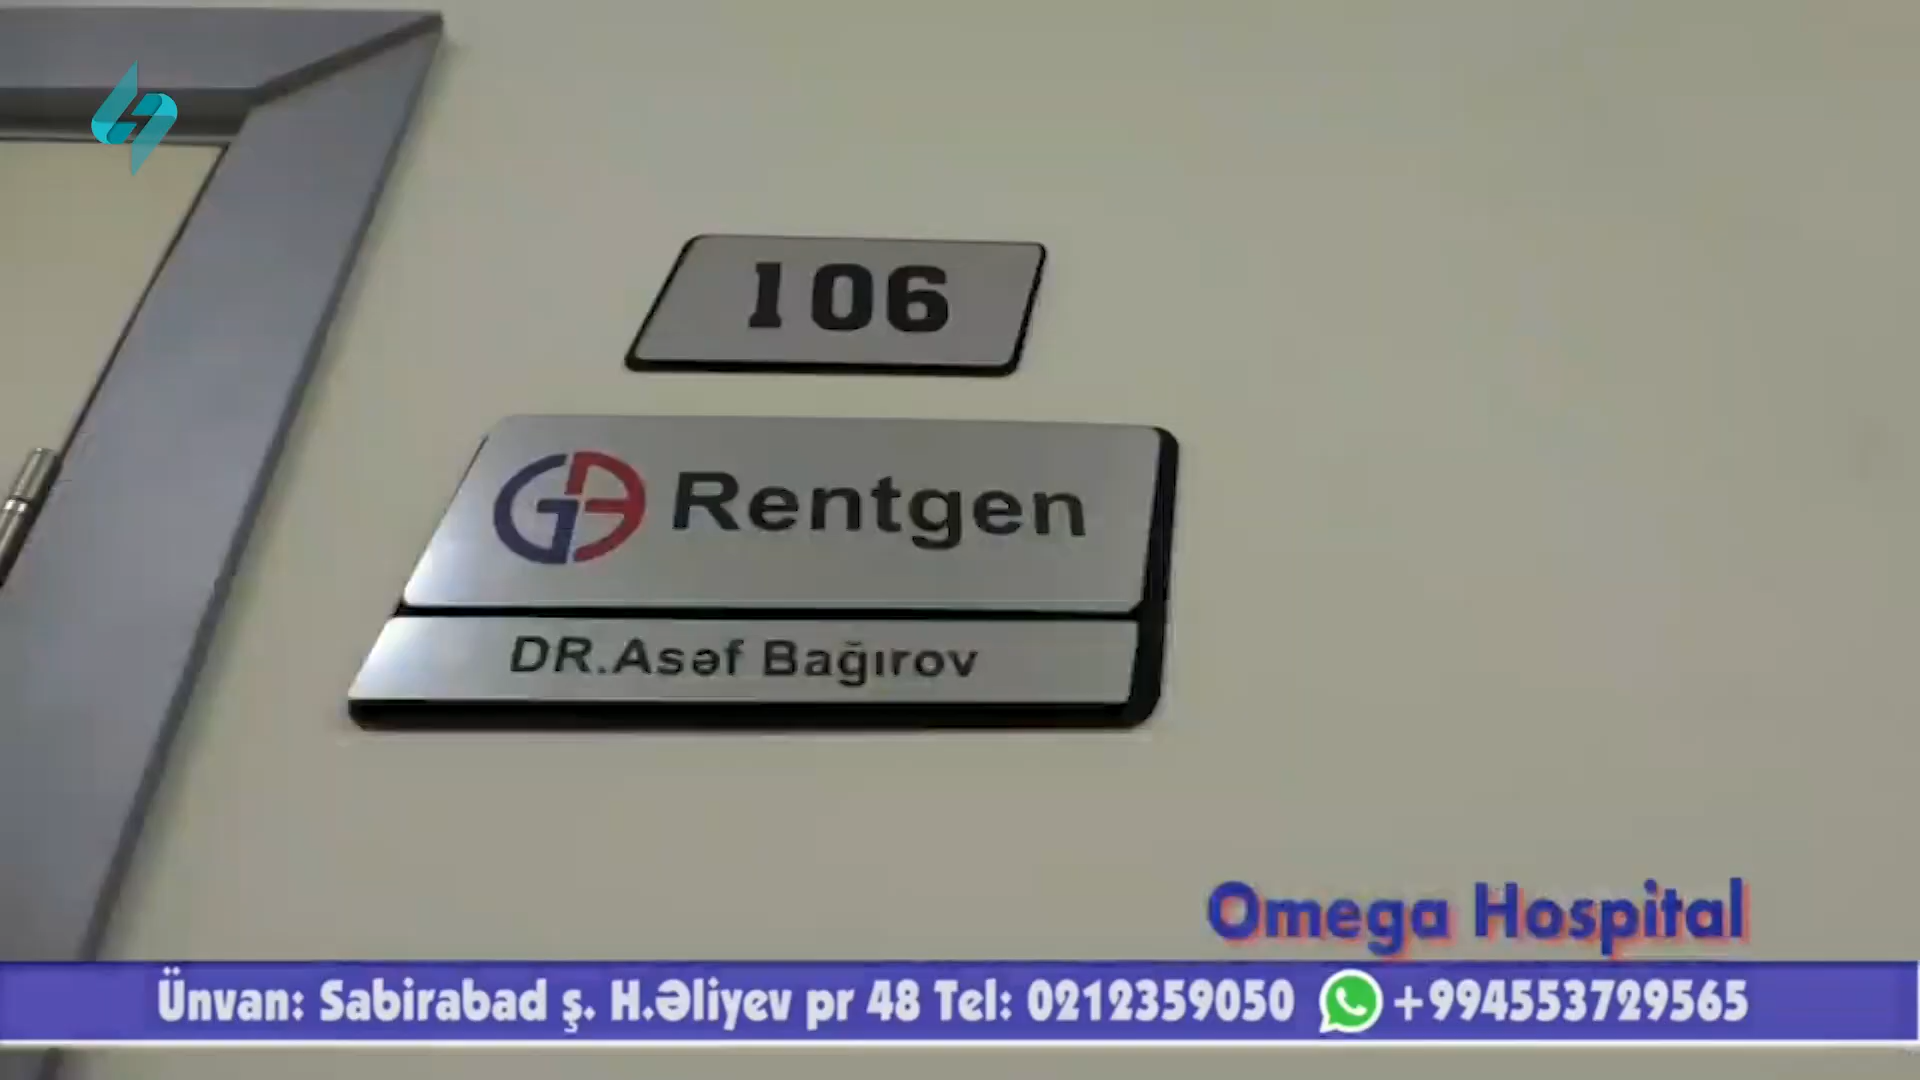 106
Rentgen
DR.Asəf Bağırov
Omega Hospital
Ünvan: Sabirabad ş. H.Əliyev pr 48 Tel: 0212359050 +994553729565